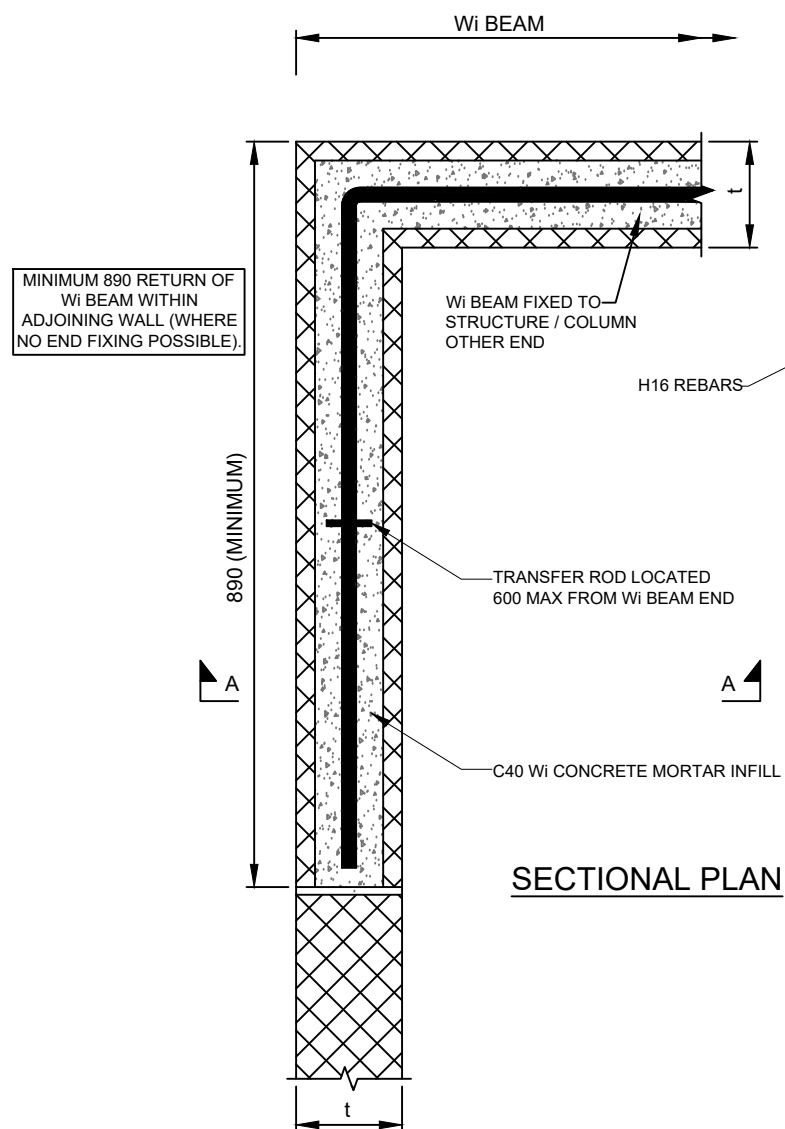 Wi BEAM
t
MINIMUM 890 RETURN OF
Wi BEAM WITHIN
ADJOINING WALL (WHERE
NO END FIXING POSSIBLE).
Wi BEAM FIXED TO
STRUCTURE / COLUMN
OTHER END
H16 REBARS
890 (MINIMUM)
TRANSFER ROD LOCATED
600 MAX FROM Wi BEAM END
A
A
C40 Wi CONCRETE MORTAR INFILL
SECTIONAL PLAN
t